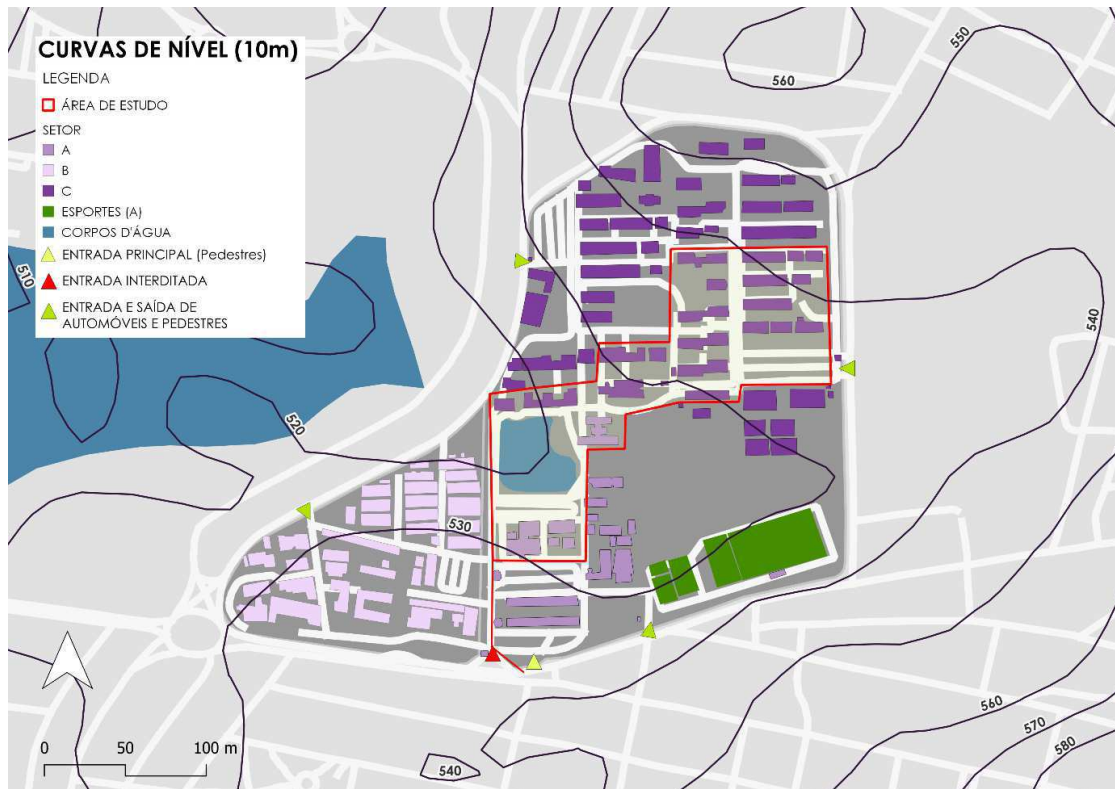 CURVAS DE NÍVEL (10m)
LEGENDA
ÁREA DE ESTUDO
SETOR
A
B
C
ESPORTES (A)
CORPOS D'ÁGUA
ENTRADA PRINCIPAL (Pedestres)
ENTRADA INTERDITADA
ENTRADA E SAÍDA DE
AUTOMÓVEIS E PEDESTRES
550
560
510
540
520
530
560
570
580
540
0 50 100 m